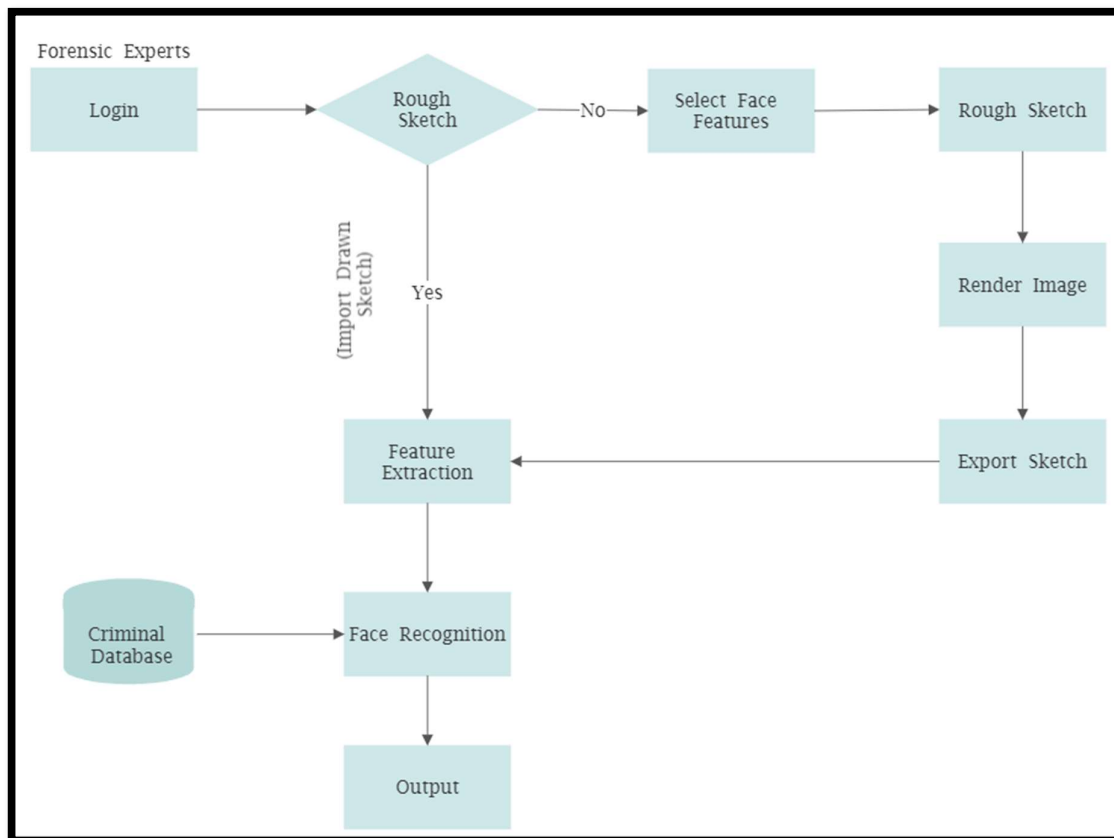 Forensic Experts
Login
Rough
Sketch
No
Select Face
Features
Rough Sketch
(Import Drawn
Sketch)
Yes
Render Image
Feature
Extraction
Export Sketch
Criminal
Database
Face Recognition
Output